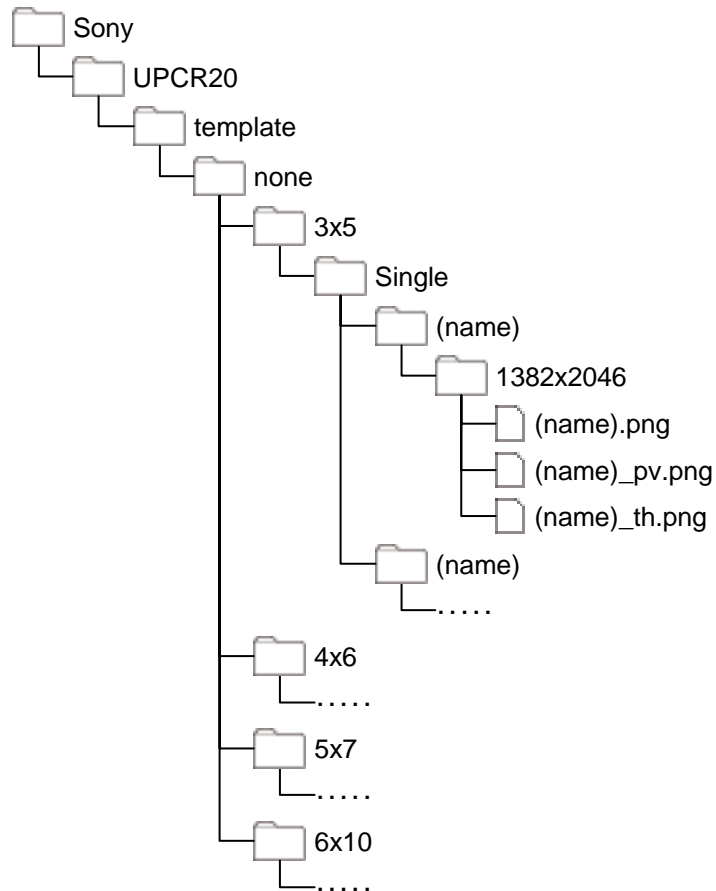 Sony
UPCR20
template
none
3x5
Single
(name)
1382x2046
(name).png
(name)_pv.png
(name)_th.png
(name)
.....
4x6
.....
5x7
.....
6x10
.....